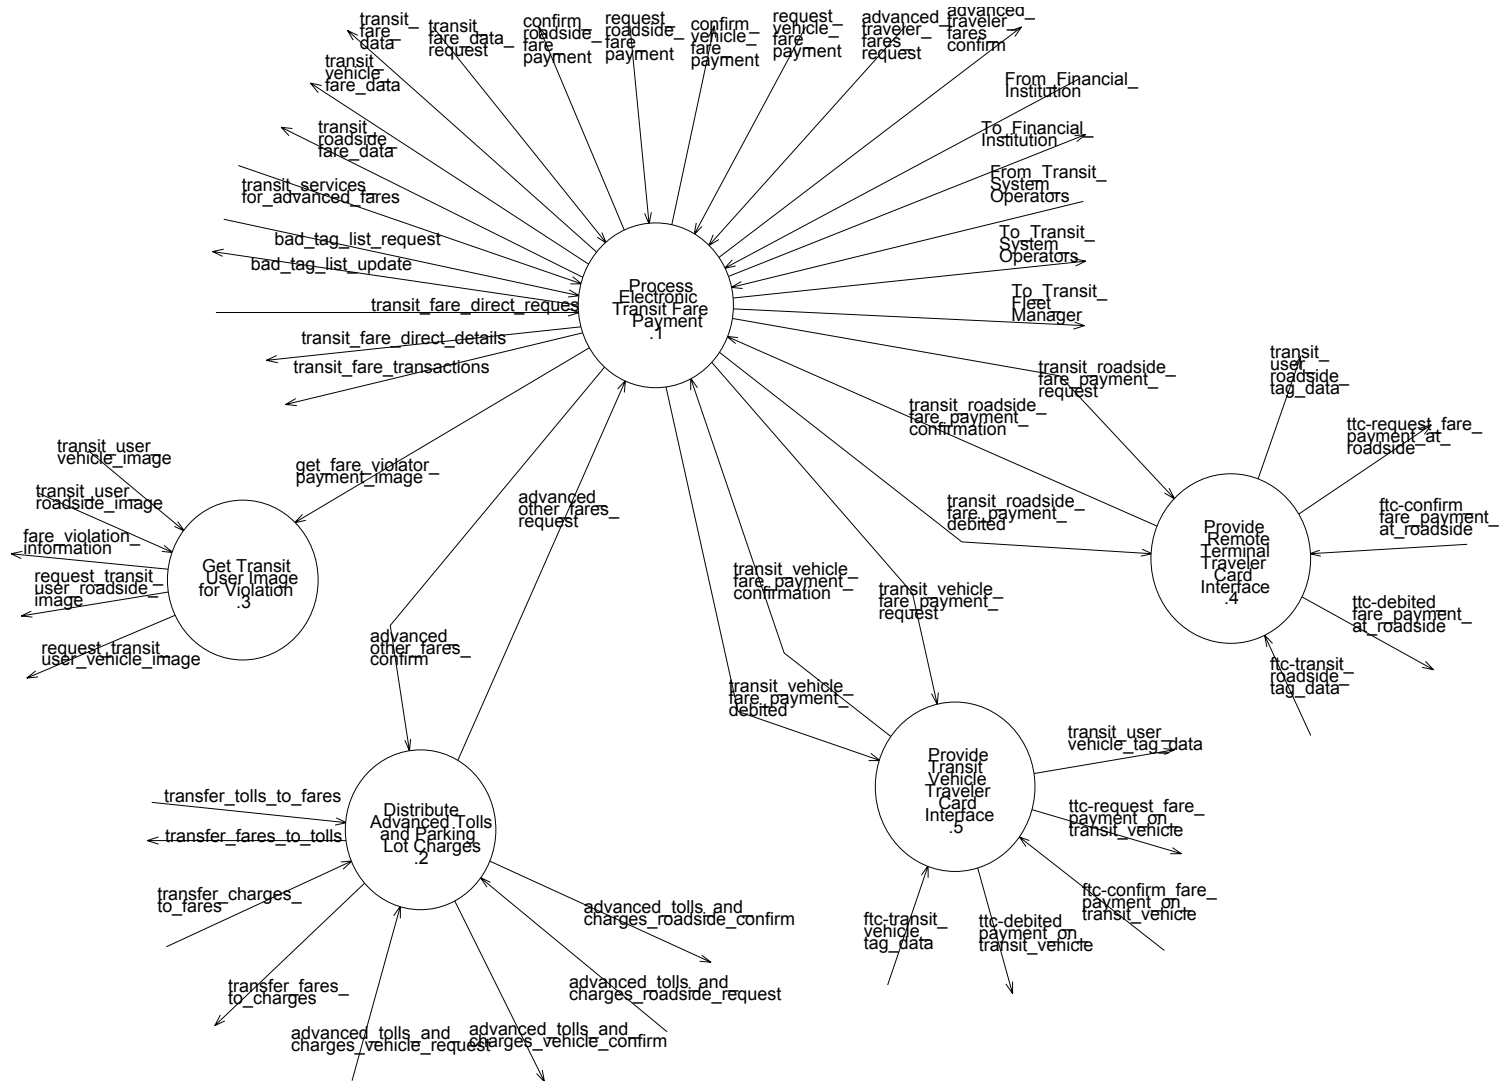 transit_
fare_
data
transit_
fare_data_
request
confirm_
roadside_
fare_
payment
request_
roadside_
fare_
payment
confirm_
vehicle_
fare_
payment
request_
vehicle_
fare_
payment
advanced_
traveler_
fares_
request
advanced_
traveler_
fares_
confirm
transit_
vehicle_
fare_data
transit_
roadside_
fare_data
transit_services_
for_advanced_fares
bad_tag_list_request
bad_tag_list_update
transit_fare_direct_request
transit_fare_direct_details
transit_fare_transactions
From_Financial_
Institution
To_Financial_
Institution
From_Transit_
System_
Operators
To_Transit_
System_
Operators
To_Transit_
Fleet_
Manager
Process
Electronic
Transit Fare
Payment
.1
transit_roadside_
fare_payment_
request
transit_roadside_
fare_payment_
confirmation
transit_roadside_
fare_payment_
debited
transit_
user_
roadside_
tag_data
ttc-request_fare_
payment_at_
roadside
ftc-confirm_
fare_payment_
at_roadside
Provide
Remote
Terminal
Traveler
Card
Interface
.4
ttc-debited_
fare_payment_
at_roadside
ftc-transit_
roadside_
tag_data
transit_user_
vehicle_image
transit_user_
roadside_image
fare_violation_
information
request_transit_
user_roadside_
image
request_transit_
user_vehicle_image
get_fare_violator_
payment_image
Get Transit
User Image
for Violation
.3
advanced_
other_fares_
request
advanced_
other_fares_
confirm
transit_vehicle_
fare_payment_
confirmation
transit_vehicle_
fare_payment_
request
transit_vehicle_
fare_payment_
debited
Provide
Transit
Vehicle
Traveler
Card
Interface
.5
transit_user_
vehicle_tag_data
ttc-request_fare_
payment_on_
transit_vehicle
ftc-confirm_fare_
payment_on_
transit_vehicle
ttc-debited_
payment_on_
transit_vehicle
ftc-transit_
vehicle_
tag_data
transfer_tolls_to_fares
transfer_fares_to_tolls
Distribute
Advanced Tolls
and Parking
Lot Charges
.2
transfer_charges_
to_fares
transfer_fares_
to_charges
advanced_tolls_and_
charges_vehicle_request
advanced_tolls_and_
charges_vehicle_confirm
advanced_tolls_and_
charges_roadside_request
advanced_tolls_and_
charges_roadside_confirm